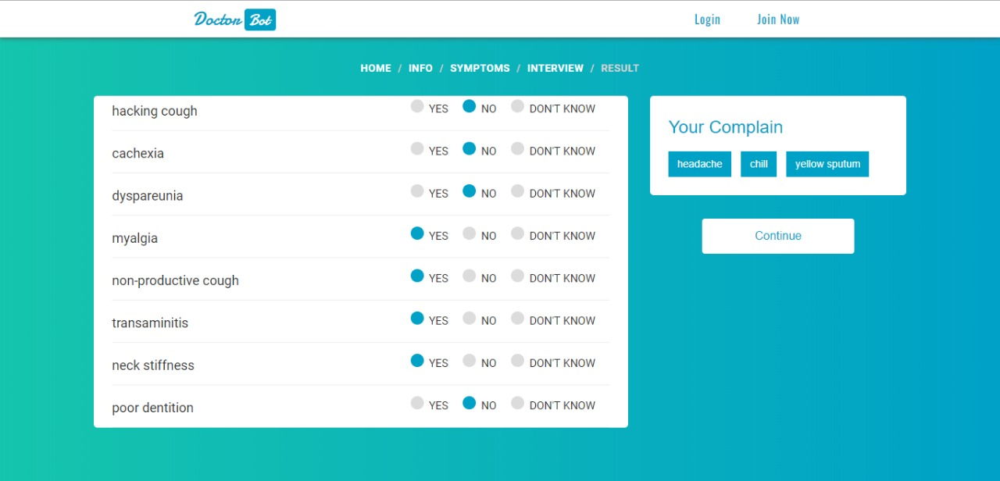 Doctor Bot Login Join Now
HOME / INFO / SYMPTOMS / INTERVIEW / RESULT
hacking cough YES NO DON'T KNOW
cachexia YES NO DON'T KNOW
dyspareunia YES NO DON'T KNOW
myalgia YES NO DON'T KNOW
non-productive cough YES NO DON'T KNOW
transaminitis YES NO DON'T KNOW
neck stiffness YES NO DON'T KNOW
poor dentition YES NO DON'T KNOW
Your Complain
headache chill yellow sputum
Continue